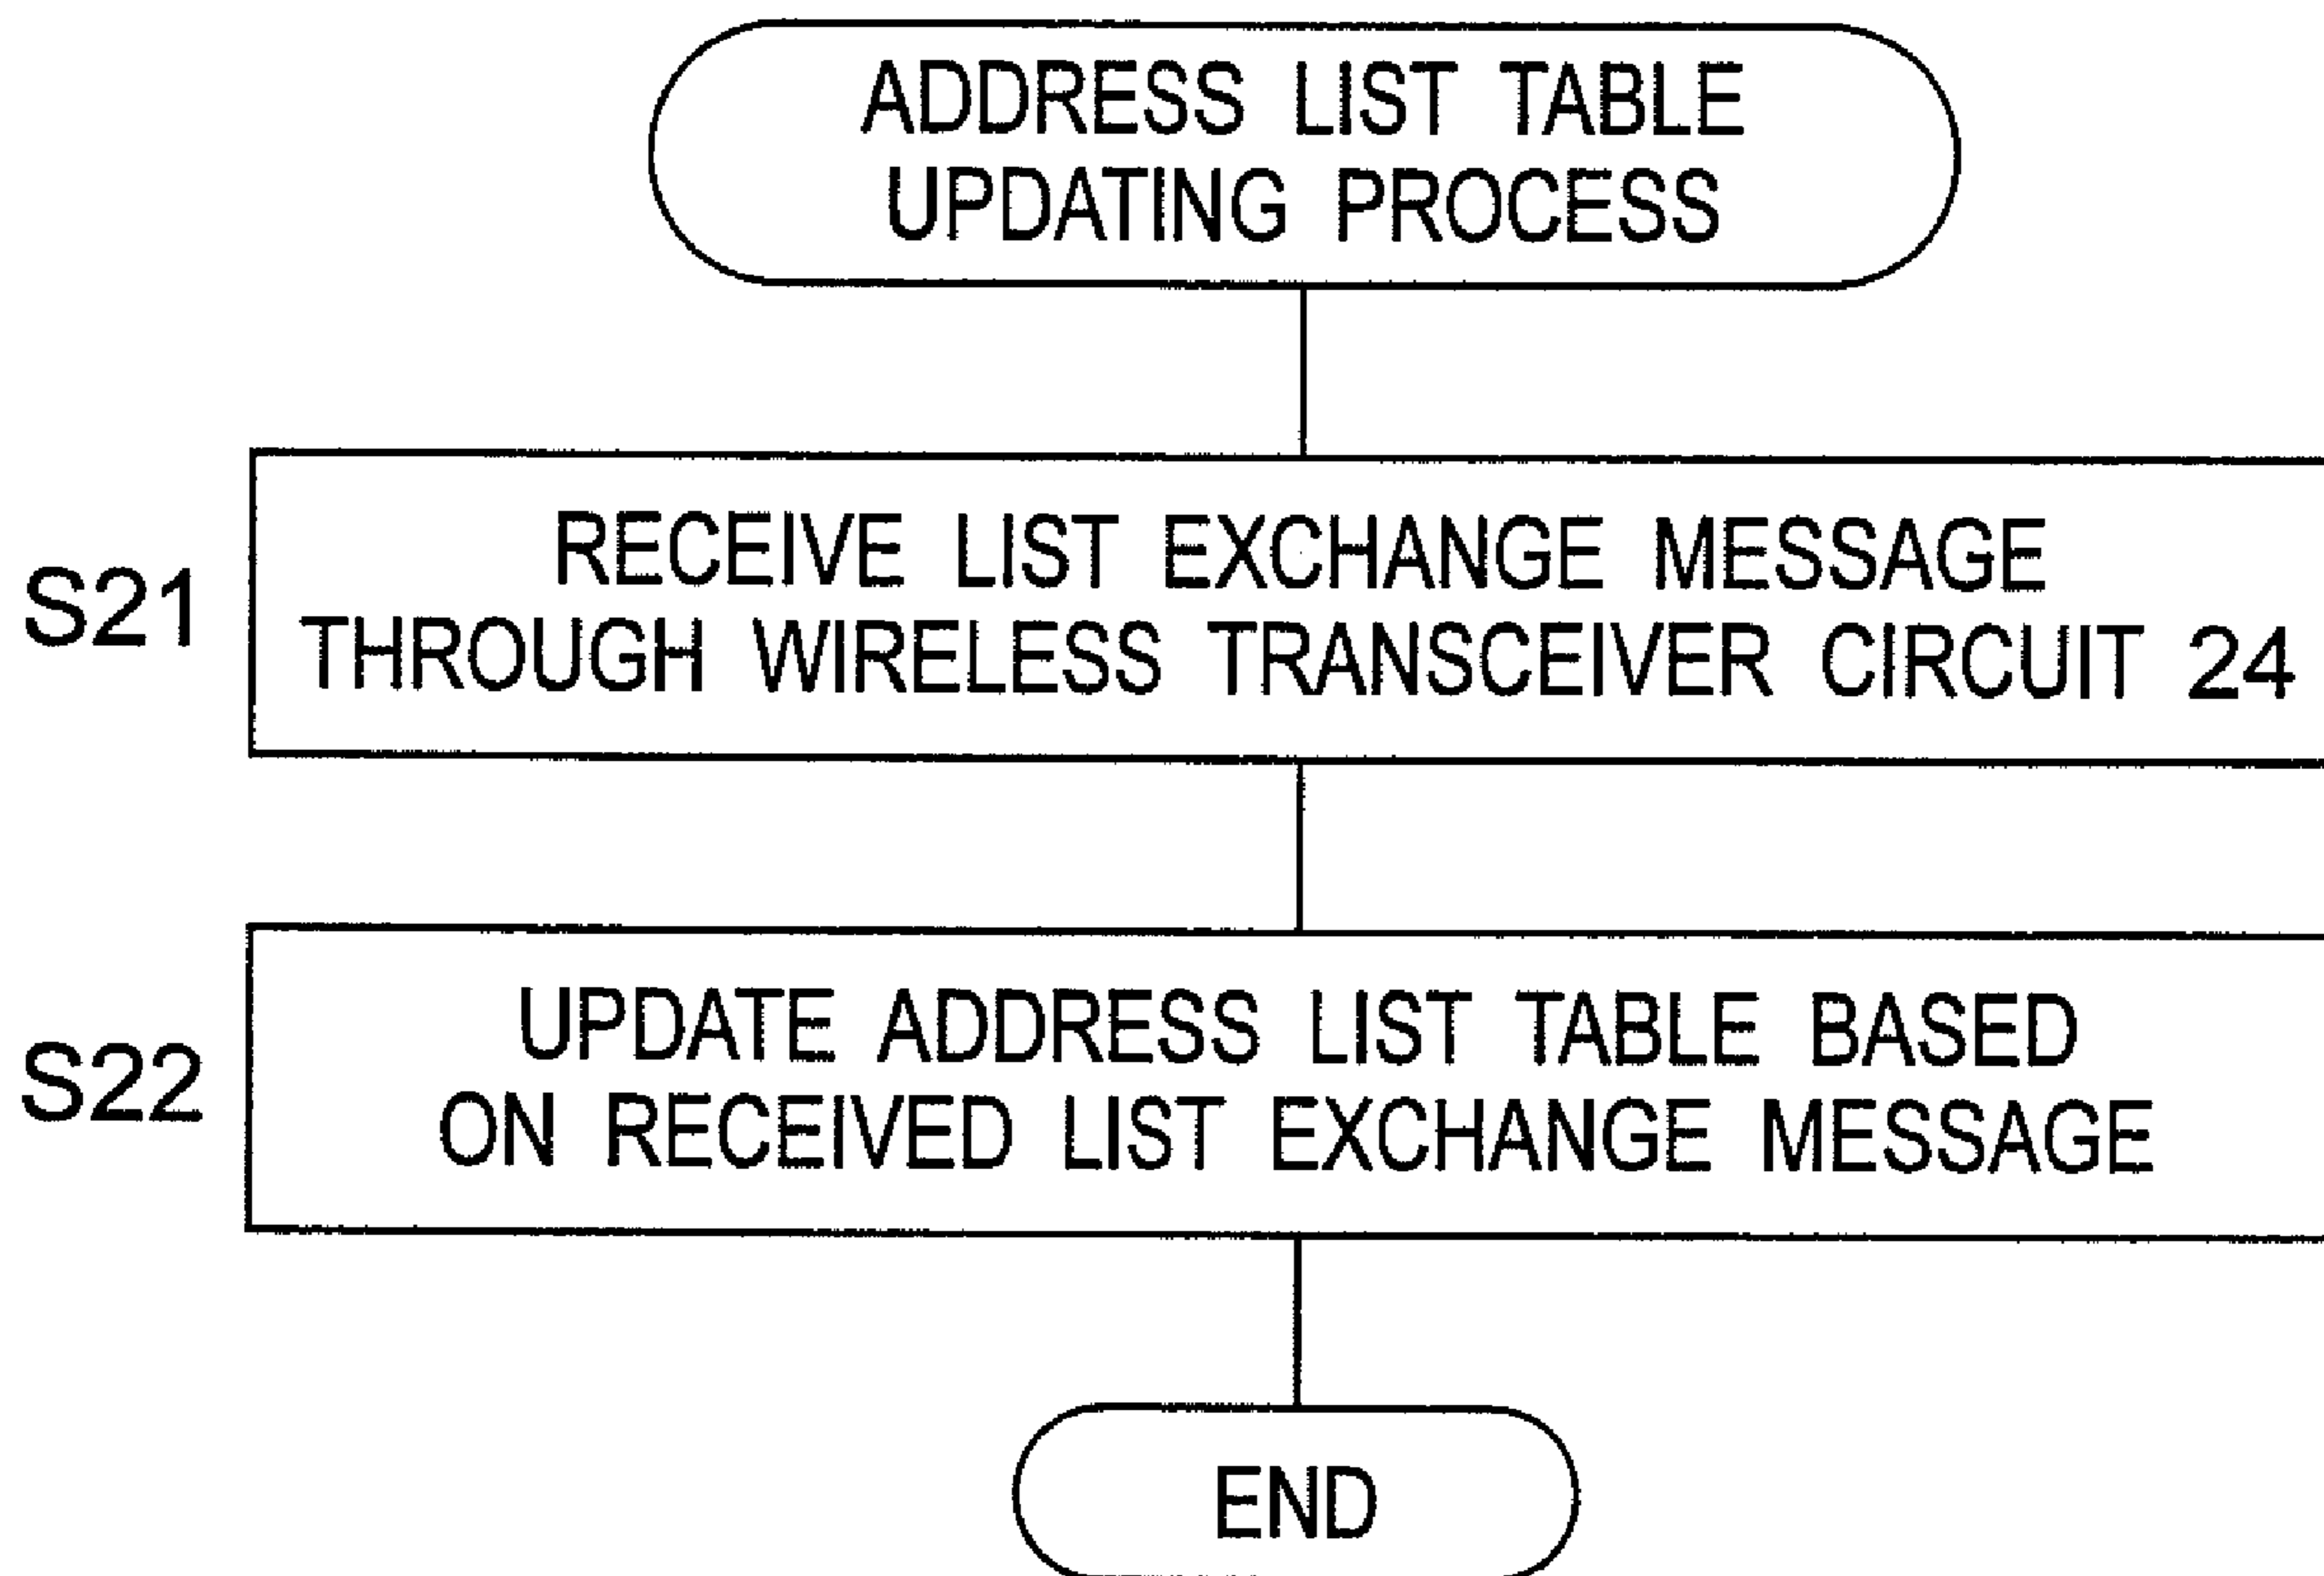 ADDRESS LIST TABLE
UPDATING PROCESS
S21
RECEIVE LIST EXCHANGE MESSAGE
THROUGH WIRELESS TRANSCEIVER CIRCUIT 24
S22
UPDATE ADDRESS LIST TABLE BASED
ON RECEIVED LIST EXCHANGE MESSAGE
END